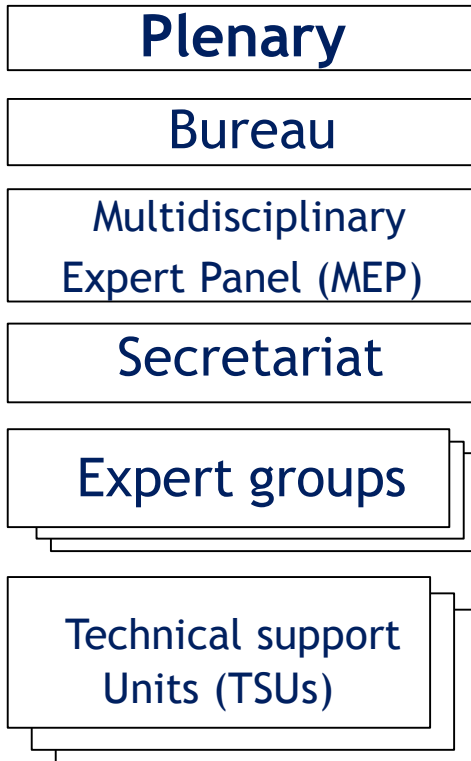 Plenary
Bureau
Multidisciplinary
Expert Panel (MEP)
Secretariat
Expert groups
Technical support
Units (TSUs)